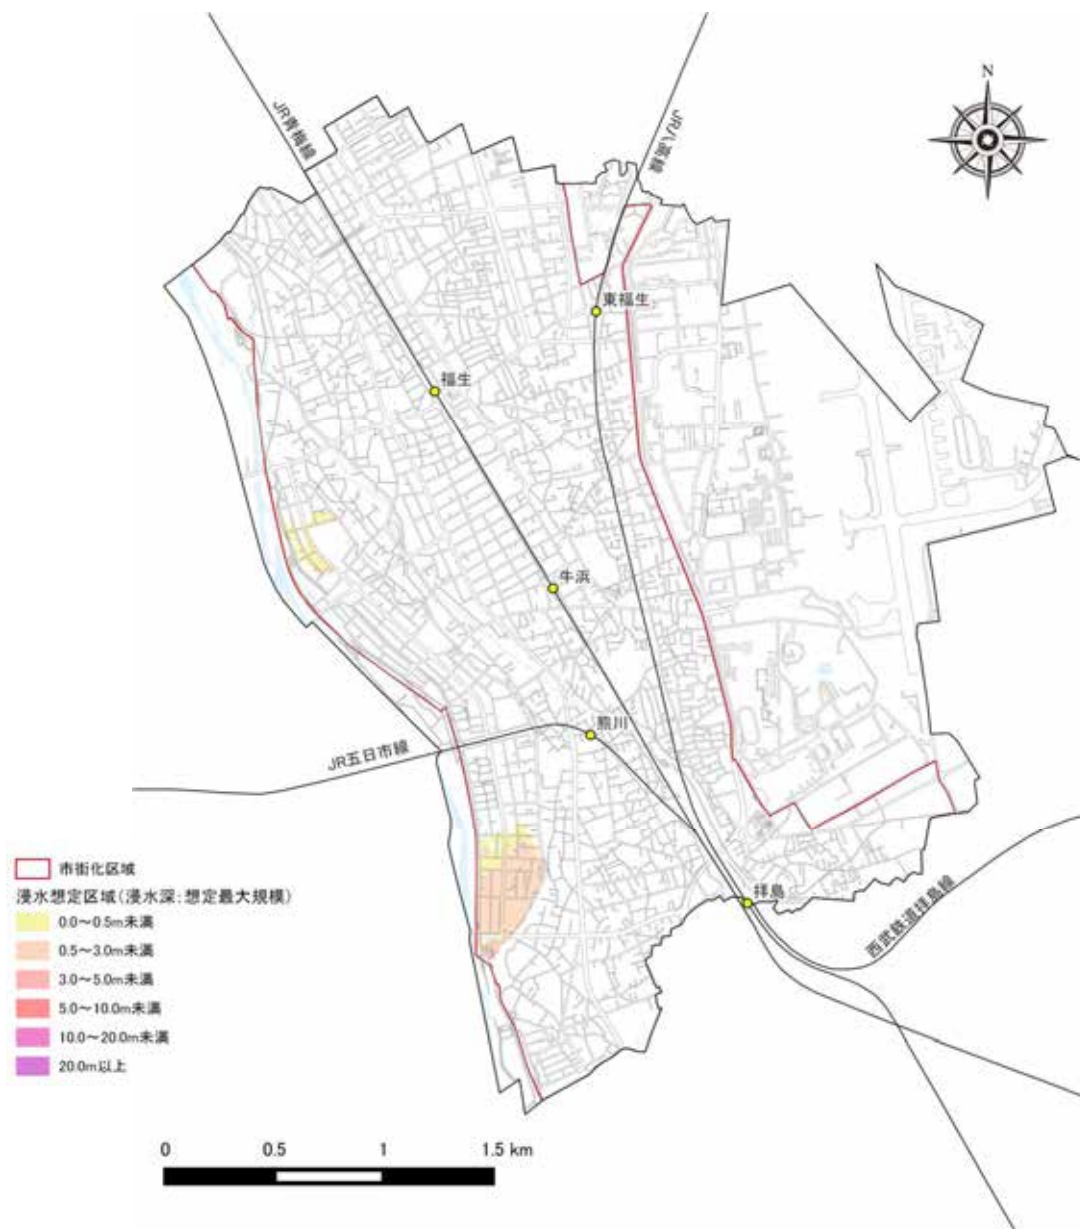 N
JR青梅線
JR八高線
東福生
福生
牛浜
熊川
JR五日市線
拝島
西武鉄道拝島線
市街化区域
浸水想定区域(浸水深:想定最大規模)
0.0～0.5m未満
0.5～3.0m未満
3.0～5.0m未満
5.0～10.0m未満
10.0～20.0m未満
20.0m以上
0 0.5 1 1.5 km